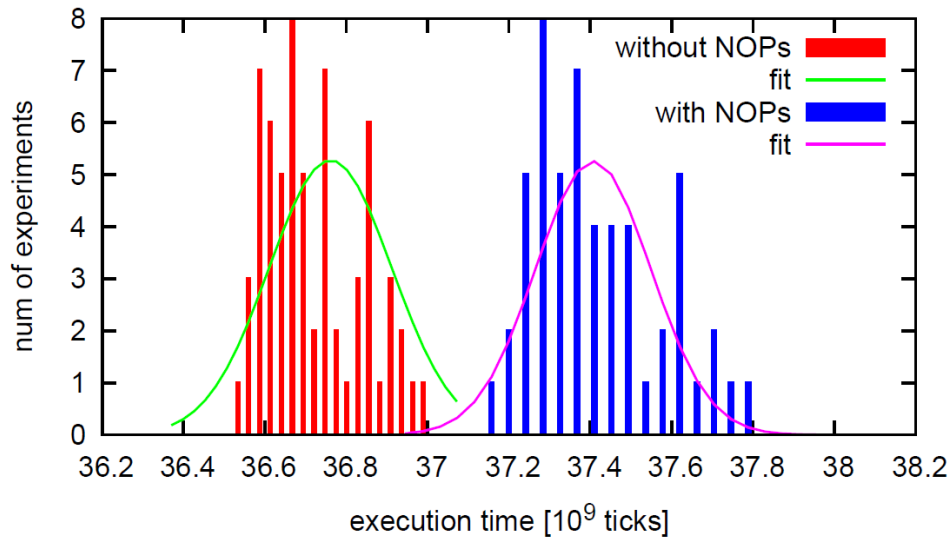 8
7
6
5
4
3
2
1
0
num of experiments
without NOPs
fit
with NOPs
fit
36.2 36.4 36.6 36.8 37 37.2 37.4 37.6 37.8 38 38.2
execution time [10⁹ ticks]